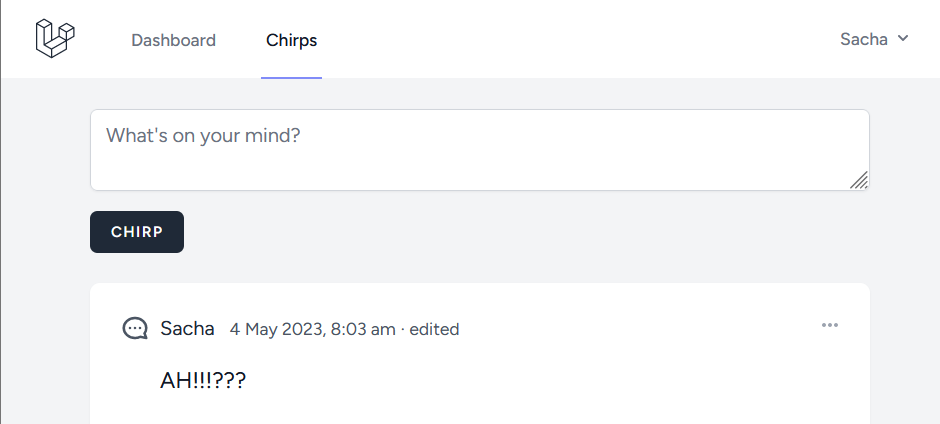 Dashboard Chirps Sacha
What's on your mind?
CHIRP
Sacha 4 May 2023, 8:03 am · edited
AH!!!???